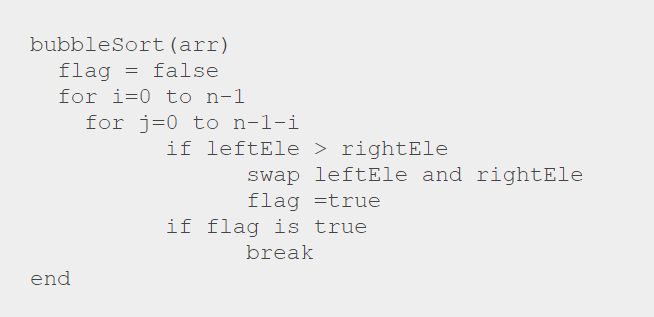 bubbleSort(arr)
flag = false
for i=0 to n-1
for j=0 to n-1-i
if leftEle > rightEle
swap leftEle and rightEle
flag =true
if flag is true
break
end